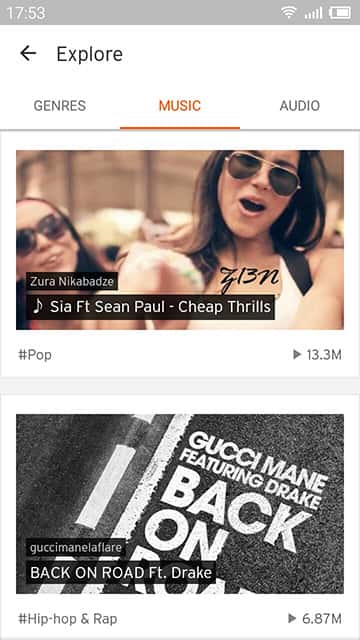 17:53
Explore
GENRES MUSIC AUDIO
Z13N
Zura Nikabadze
♪ Sia Ft Sean Paul - Cheap Thrills
#Pop 13.3M
GUCCI MANE
FEATURING DRAKE
BACK
ON
ROAD
guccimanelaflare
BACK ON ROAD Ft. Drake
#Hip-hop & Rap 6.87M